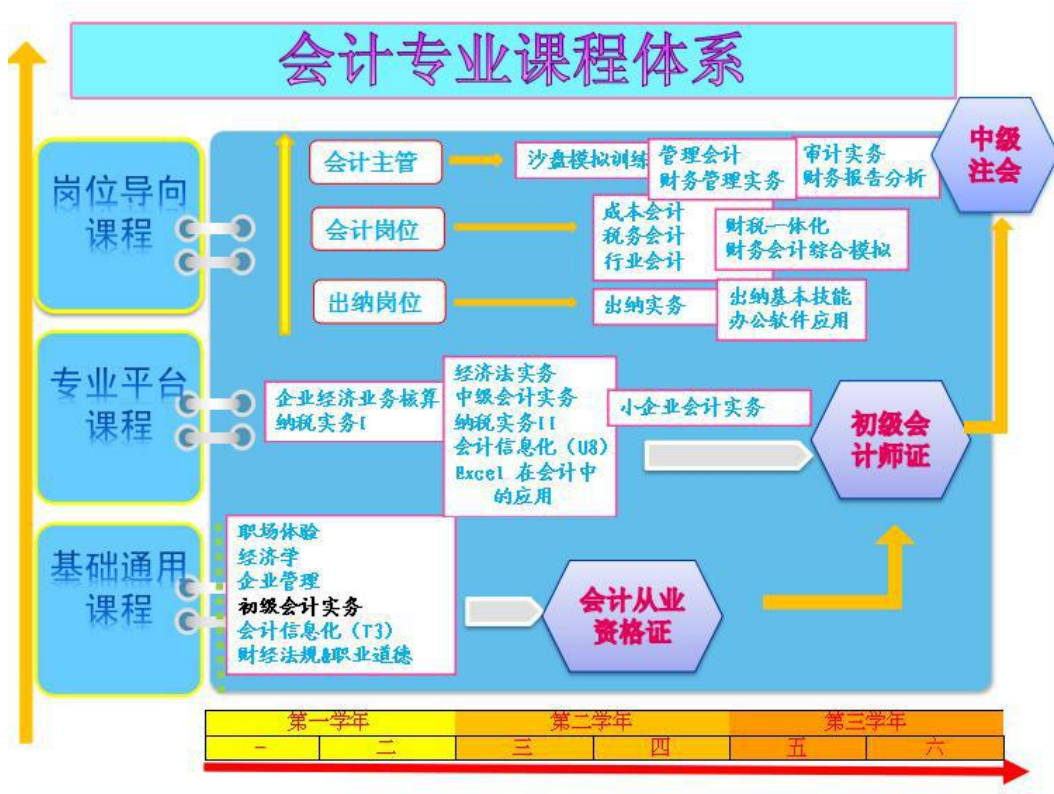 会计专业课程体系
中级
注会
岗位导向
课程
会计主管
沙盘模拟训练
管理会计
财务管理实务
审计实务
财务报告分析
会计岗位
成本会计
税务会计
行业会计
财税一体化
财务会计综合模拟
出纳岗位
出纳实务
出纳基本技能
办公软件应用
专业平台
课程
企业经济业务核算
纳税实务I
经济法实务
中级会计实务
纳税实务II
会计信息化（U8）
Excel 在会计中
的应用
小企业会计实务
初级会
计师证
基础通用
课程
职场体验
经济学
企业管理
初级会计实务
会计信息化（T3）
财经法规&职业道德
会计从业
资格证
第一学年 第二学年 第三学年
一 二 三 四 五 六